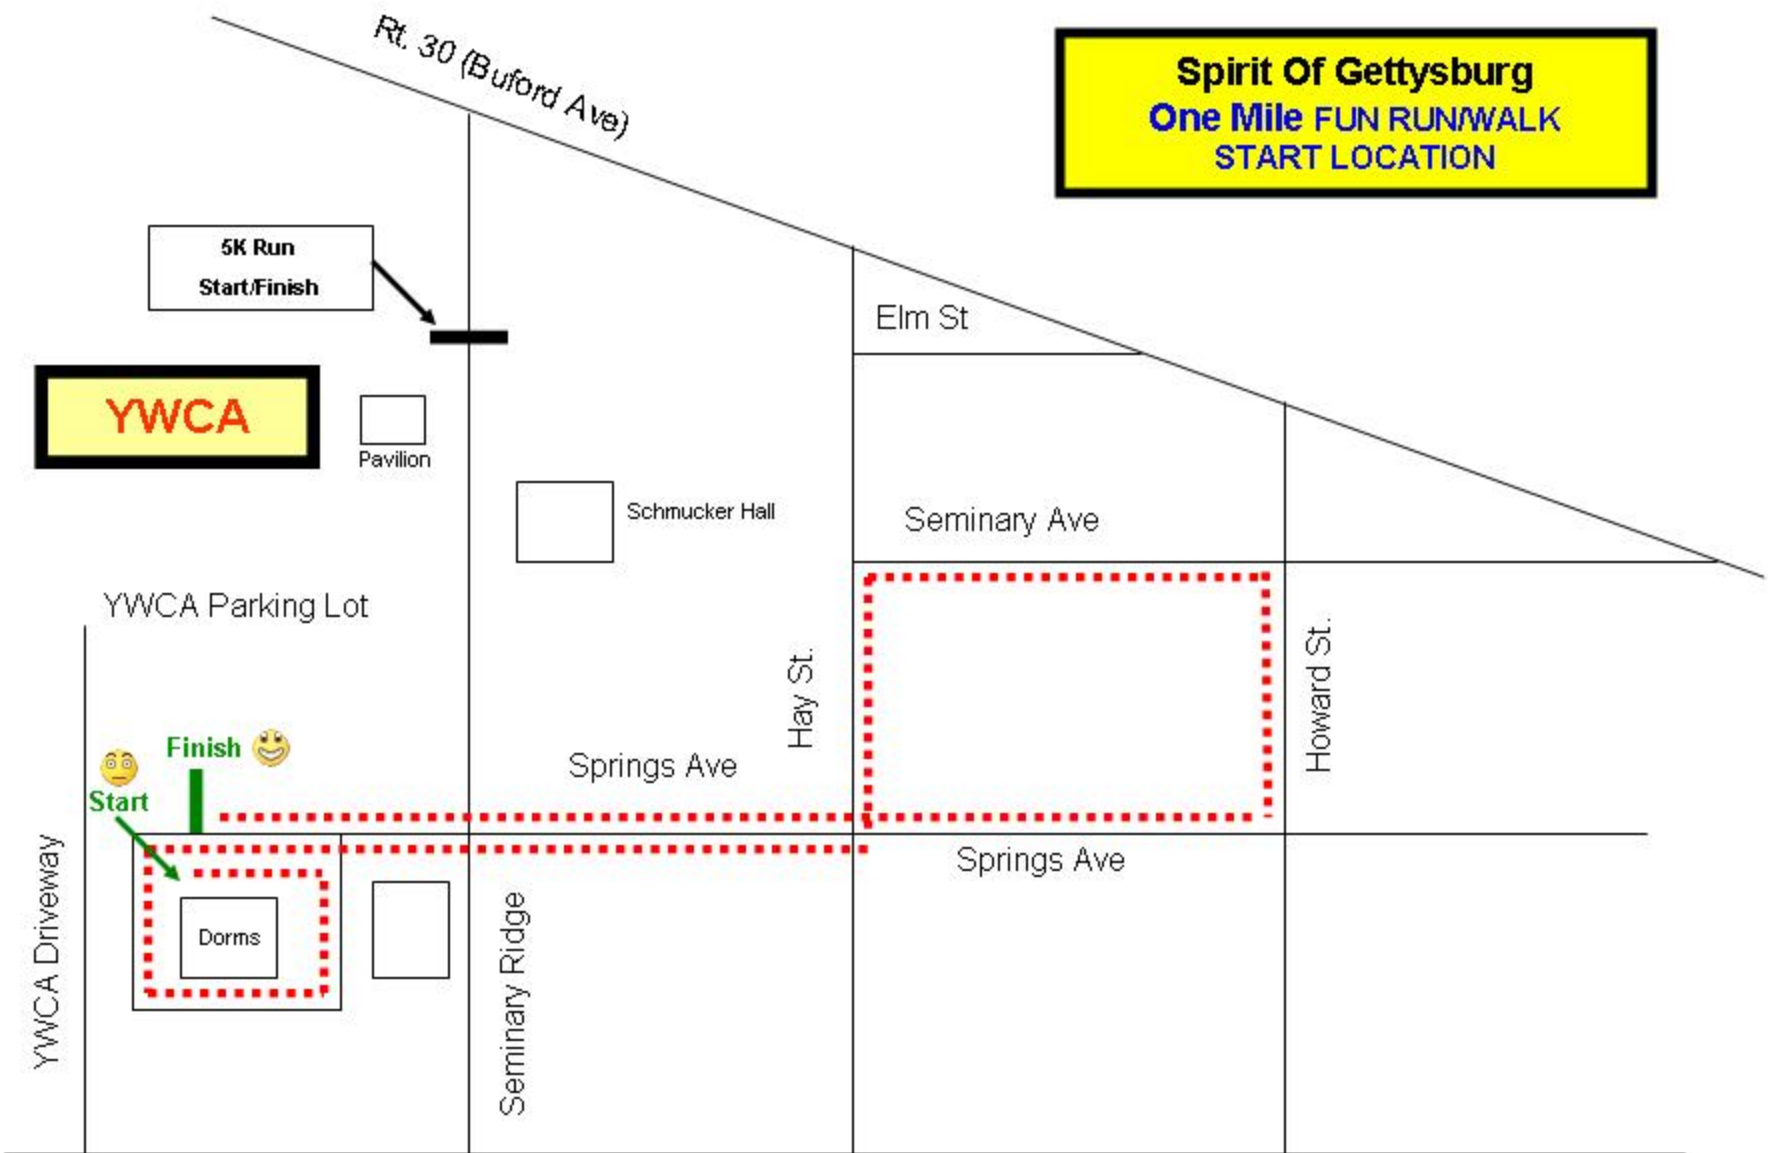 Rt. 30 (Buford Ave)
Spirit Of Gettysburg
One Mile FUN RUN/WALK
START LOCATION
5K Run
Start/Finish
Elm St
YWCA
Pavilion
Schmucker Hall
Seminary Ave
YWCA Parking Lot
Hay St.
Howard St.
Finish
Springs Ave
Start
Springs Ave
YWCA Driveway
Dorms
Seminary Ridge